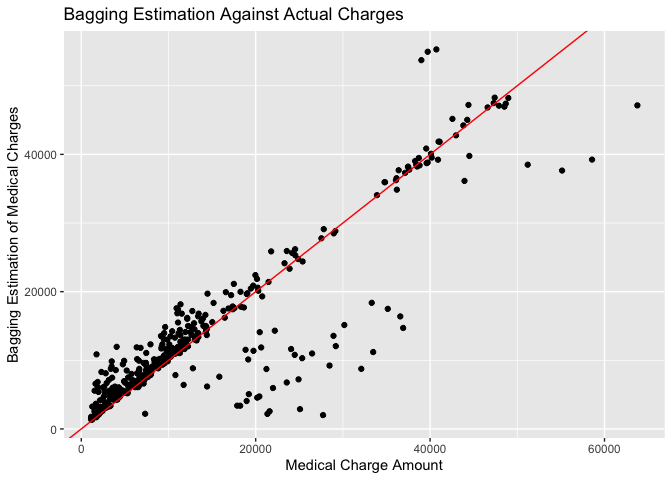 Bagging Estimation Against Actual Charges
Bagging Estimation of Medical Charges
40000
20000
0
0 20000 40000 60000
Medical Charge Amount